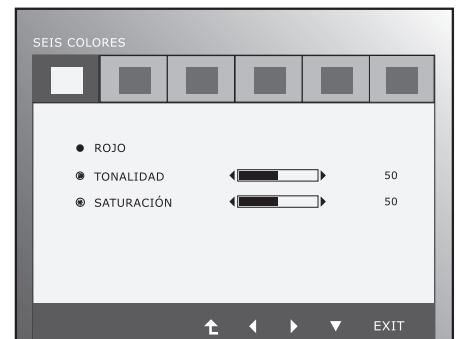 SEIS COLORES
ROJO
TONALIDAD 50
SATURACIÓN 50
EXIT